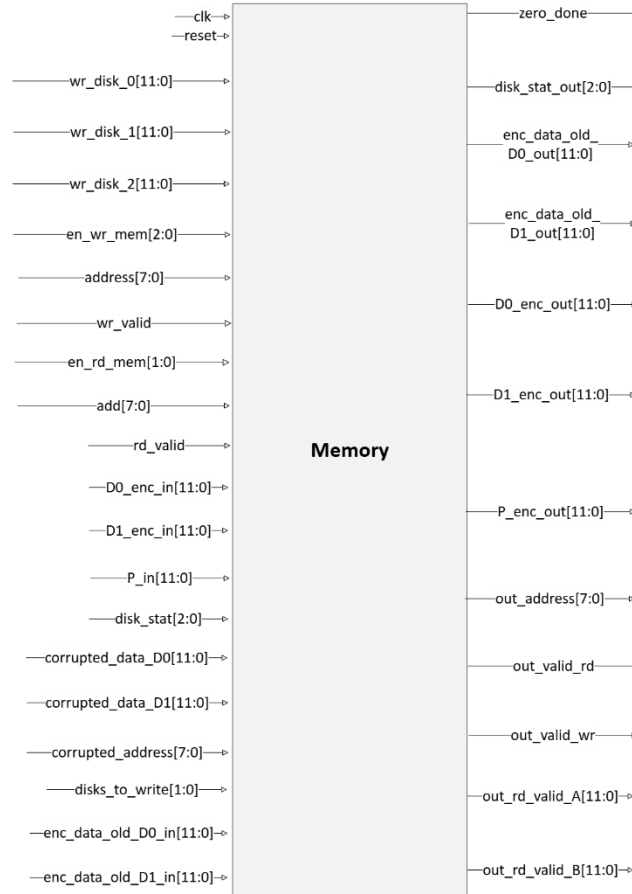 clk
reset
wr_disk_0[11:0]
wr_disk_1[11:0]
wr_disk_2[11:0]
en_wr_mem[2:0]
address[7:0]
wr_valid
en_rd_mem[1:0]
add[7:0]
rd_valid
D0_enc_in[11:0]
D1_enc_in[11:0]
P_in[11:0]
disk_stat[2:0]
corrupted_data_D0[11:0]
corrupted_data_D1[11:0]
corrupted_address[7:0]
disks_to_write[1:0]
enc_data_old_D0_in[11:0]
enc_data_old_D1_in[11:0]
Memory
zero_done
disk_stat_out[2:0]
enc_data_old_
D0_out[11:0]
enc_data_old_
D1_out[11:0]
D0_enc_out[11:0]
D1_enc_out[11:0]
P_enc_out[11:0]
out_address[7:0]
out_valid_rd
out_valid_wr
out_rd_valid_A[11:0]
out_rd_valid_B[11:0]